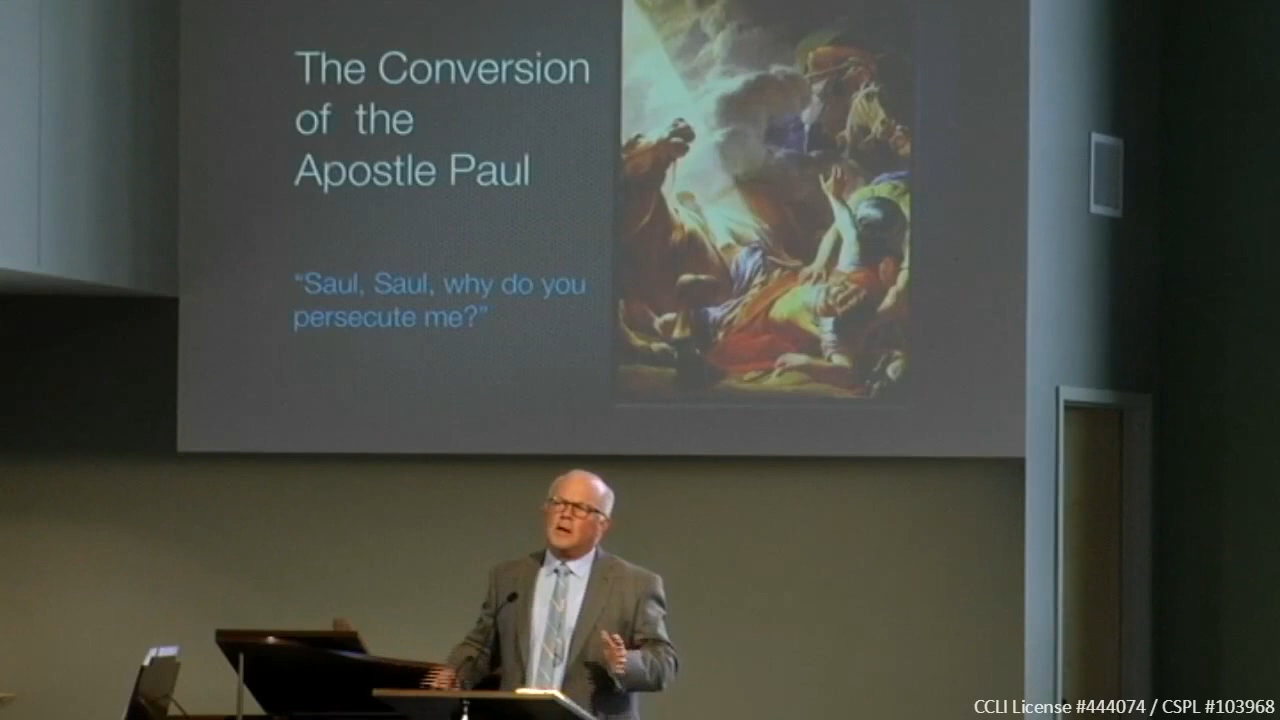 The Conversion
of the
Apostle Paul
“Saul, Saul, why do you
persecute me?”
CCLI License #444074 / CSPL #103968